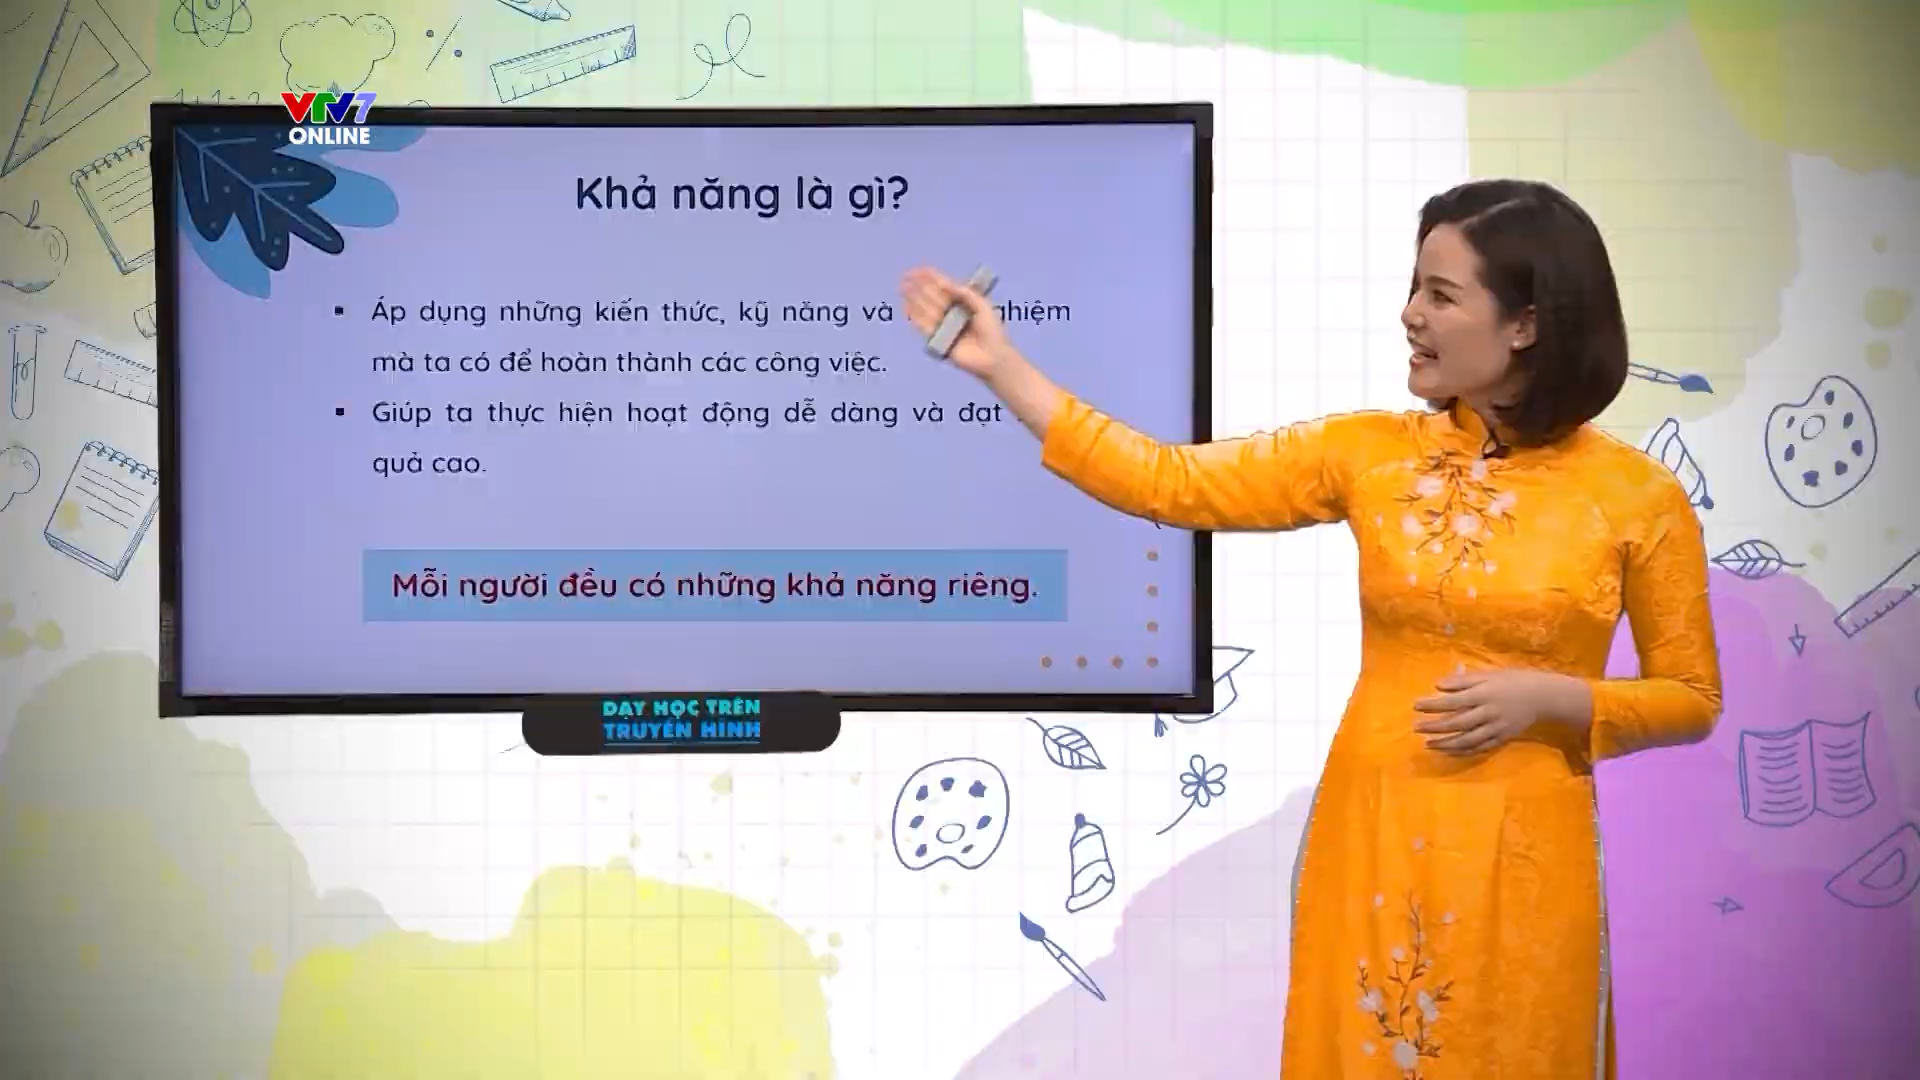 VTV7
ONLINE
Khả năng là gì?
▪ Áp dụng những kiến thức, kỹ năng và
mà ta có để hoàn thành các công việc.
▪ Giúp ta thực hiện hoạt động dễ dàng và đạt
quả cao.
Mỗi người đều có những khả năng riêng.
DẠY HỌC TRÊN
TRUYỀN HÌNH